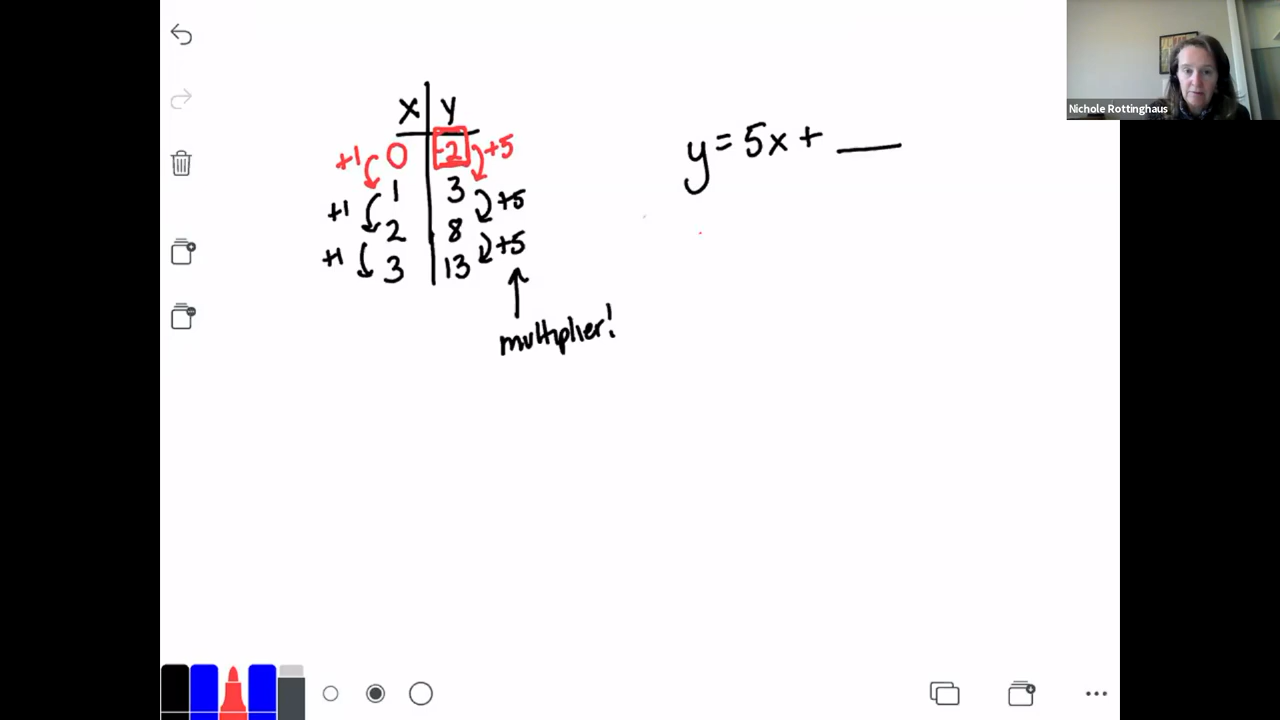 Nichole Rottinghaus
x y
+1 0 -2 +5
+1 1 3 +5
+1 2 8 +5
3 13
multiplier!
y = 5x + ___